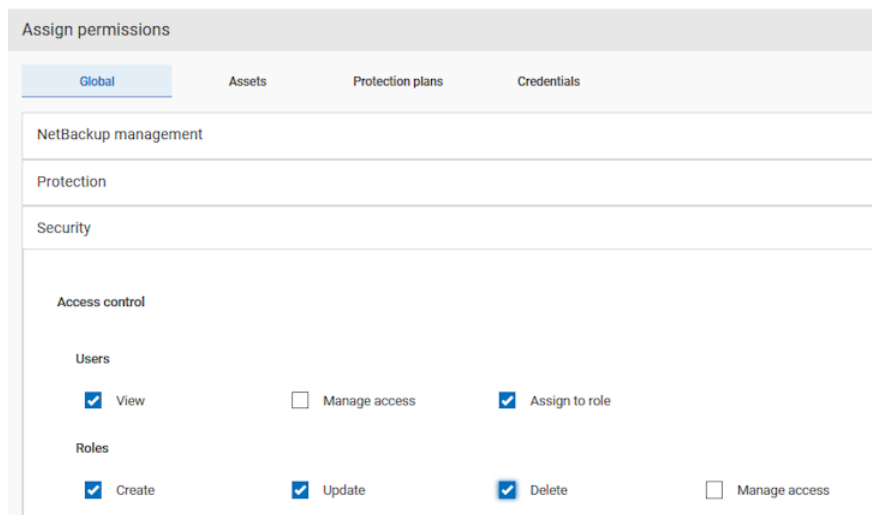 Assign permissions
Global Assets Protection plans Credentials
NetBackup management
Protection
Security
Access control
Users
View Manage access Assign to role
Roles
Create Update Delete Manage access